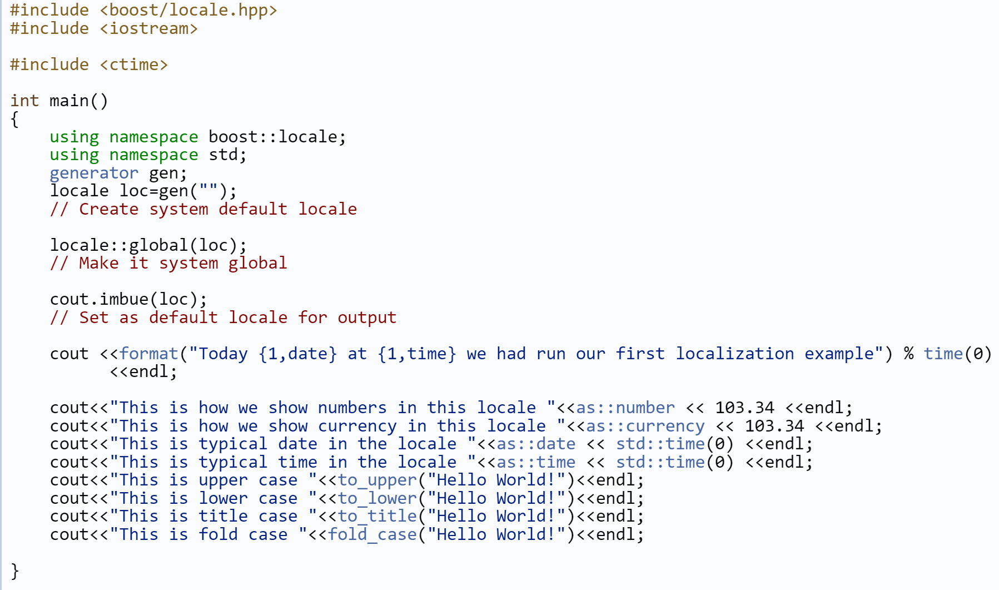 #include <boost/locale.hpp>
#include <iostream>

#include <ctime>

int main()
{
    using namespace boost::locale;
    using namespace std;
    generator gen;
    locale loc=gen("");
    // Create system default locale

    locale::global(loc);
    // Make it system global

    cout.imbue(loc);
    // Set as default locale for output

    cout <<format("Today {1,date} at {1,time} we had run our first localization example") % time(0)
          <<endl;

    cout<<"This is how we show numbers in this locale "<<as::number << 103.34 <<endl;
    cout<<"This is how we show currency in this locale "<<as::currency << 103.34 <<endl;
    cout<<"This is typical date in the locale "<<as::date << std::time(0) <<endl;
    cout<<"This is typical time in the locale "<<as::time << std::time(0) <<endl;
    cout<<"This is upper case "<<to_upper("Hello World!")<<endl;
    cout<<"This is lower case "<<to_lower("Hello World!")<<endl;
    cout<<"This is title case "<<to_title("Hello World!")<<endl;
    cout<<"This is fold case "<<fold_case("Hello World!")<<endl;

}